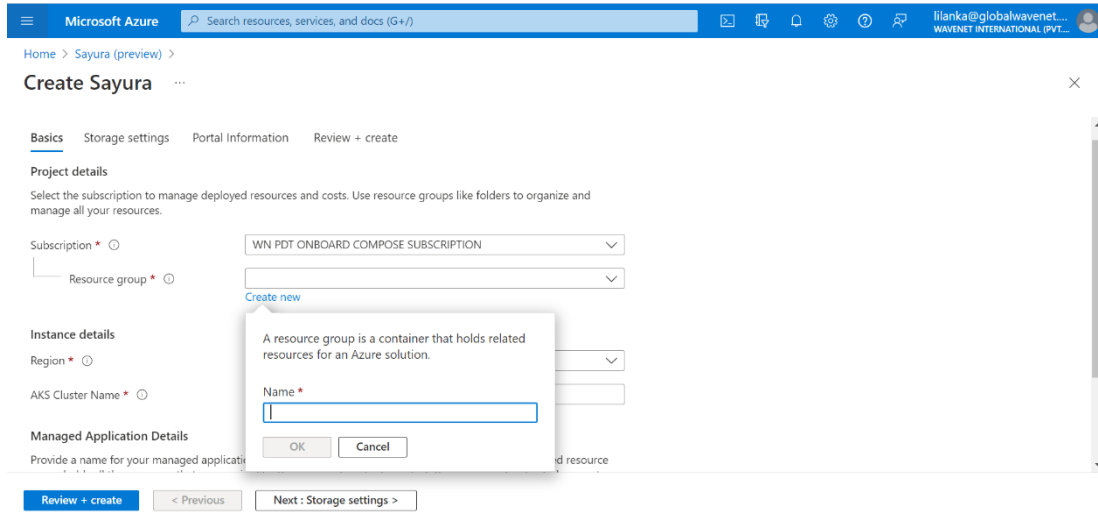 Microsoft Azure
Search resources, services, and docs (G+/)
lilanka@globalwavenet....
WAVENET INTERNATIONAL (PVT....
Home > Sayura (preview) >
Create Sayura ...
Basics Storage settings Portal Information Review + create
Project details
Select the subscription to manage deployed resources and costs. Use resource groups like folders to organize and
manage all your resources.
Subscription *
WN PDT ONBOARD COMPOSE SUBSCRIPTION
Resource group *
Create new
A resource group is a container that holds related
resources for an Azure solution.
Name *
OK Cancel
Instance details
Region *
AKS Cluster Name *
Managed Application Details
Provide a name for your managed applicati
d resource
Review + create < Previous Next : Storage settings >